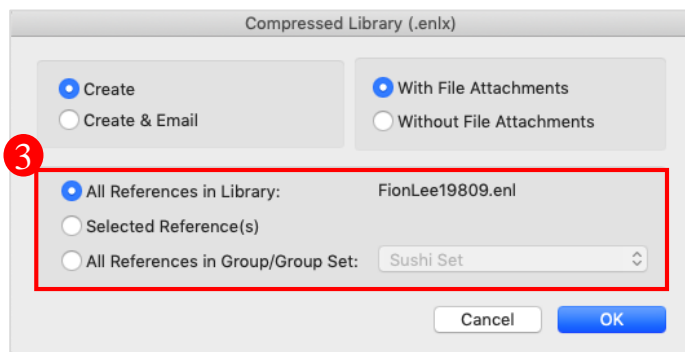 Compressed Library (.enlx)
Create
With File Attachments
Create & Email
Without File Attachments
3
All References in Library: FionLee19809.enl
Selected Reference(s)
All References in Group/Group Set: Sushi Set
Cancel OK